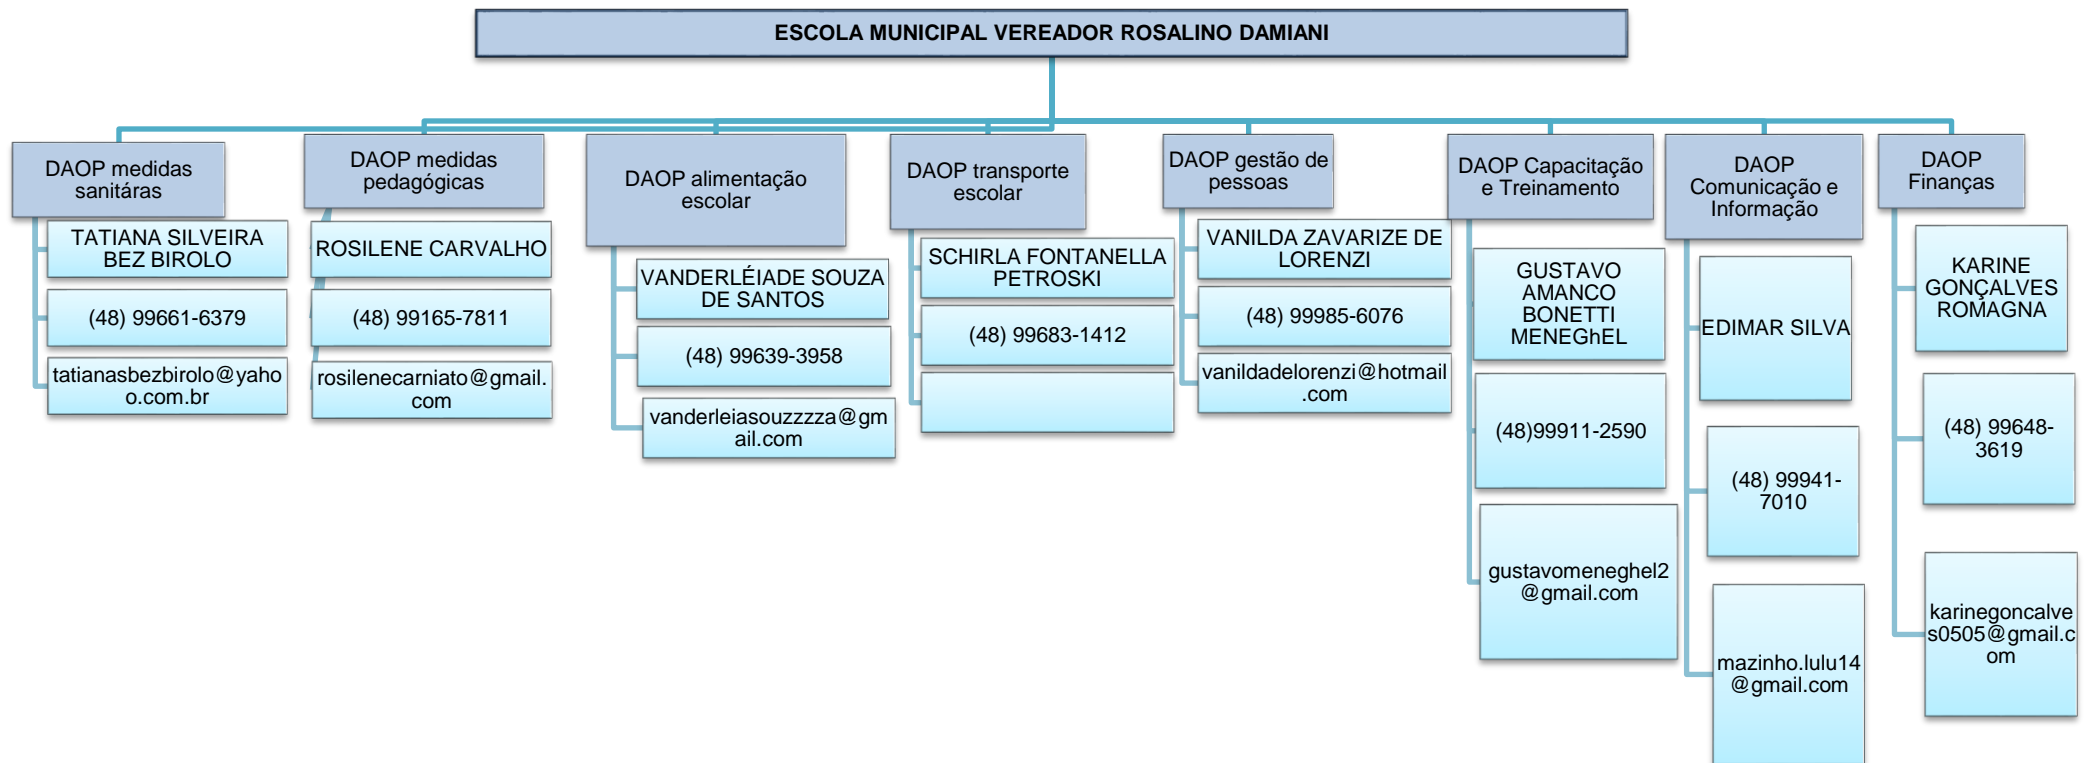 ESCOLA MUNICIPAL VEREADOR ROSALINO DAMIANI
DAOP medidas
sanitáras
TATIANA SILVEIRA
BEZ BIROLO
(48) 99661-6379
tatianasbezbirolo@yaho
o.com.br
DAOP medidas
pedagógicas
ROSILENE CARVALHO
(48) 99165-7811
rosilenecarniato@gmail.
com
DAOP alimentação
escolar
VANDERLÉIADE SOUZA
DE SANTOS
(48) 99639-3958
vanderleiasouzzzza@gm
ail.com
DAOP transporte
escolar
SCHIRLA FONTANELLA
PETROSKI
(48) 99683-1412
DAOP gestão de
pessoas
VANILDA ZAVARIZE DE
LORENZI
(48) 99985-6076
vanildadelorenzi@hotmail
.com
DAOP Capacitação
e Treinamento
GUSTAVO
AMANCO
BONETTI
MENEGhEL
(48)99911-2590
gustavomeneghel2
@gmail.com
DAOP
Comunicação e
Informação
EDIMAR SILVA
(48) 99941-
7010
mazinho.lulu14
@gmail.com
DAOP
Finanças
KARINE
GONÇALVES
ROMAGNA
(48) 99648-
3619
karinegoncalve
s0505@gmail.c
om